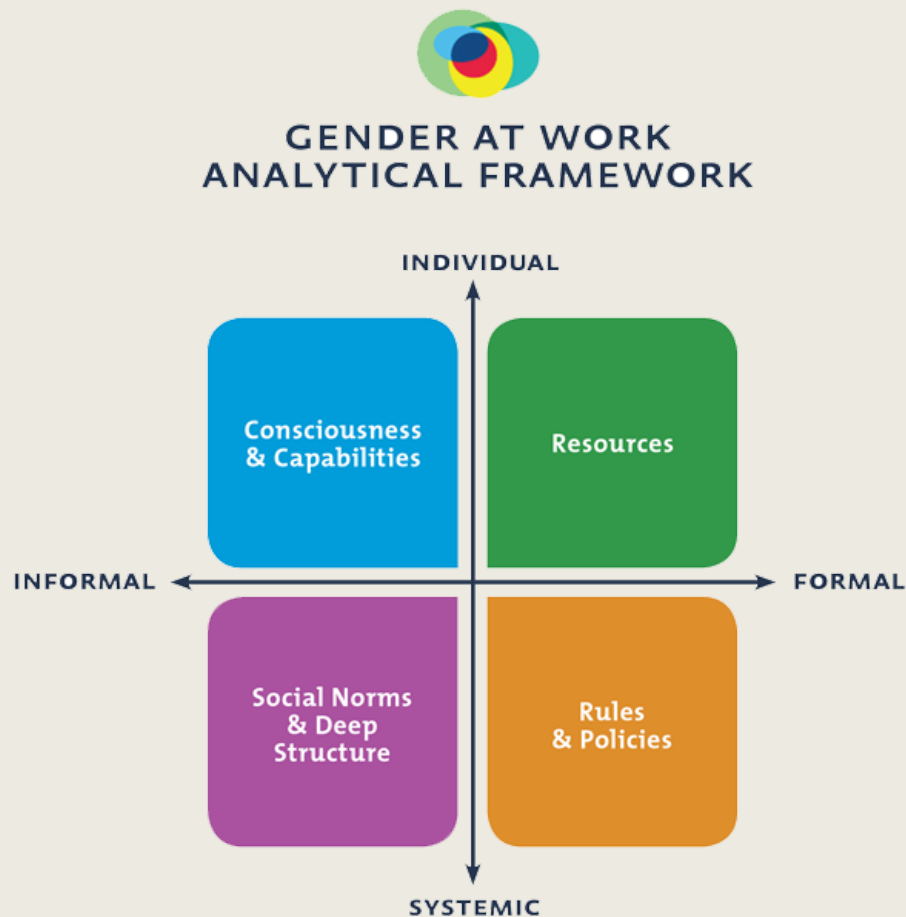 GENDER AT WORK
ANALYTICAL FRAMEWORK
INDIVIDUAL
Consciousness
& Capabilities
Resources
INFORMAL
FORMAL
Social Norms
& Deep
Structure
Rules
& Policies
SYSTEMIC